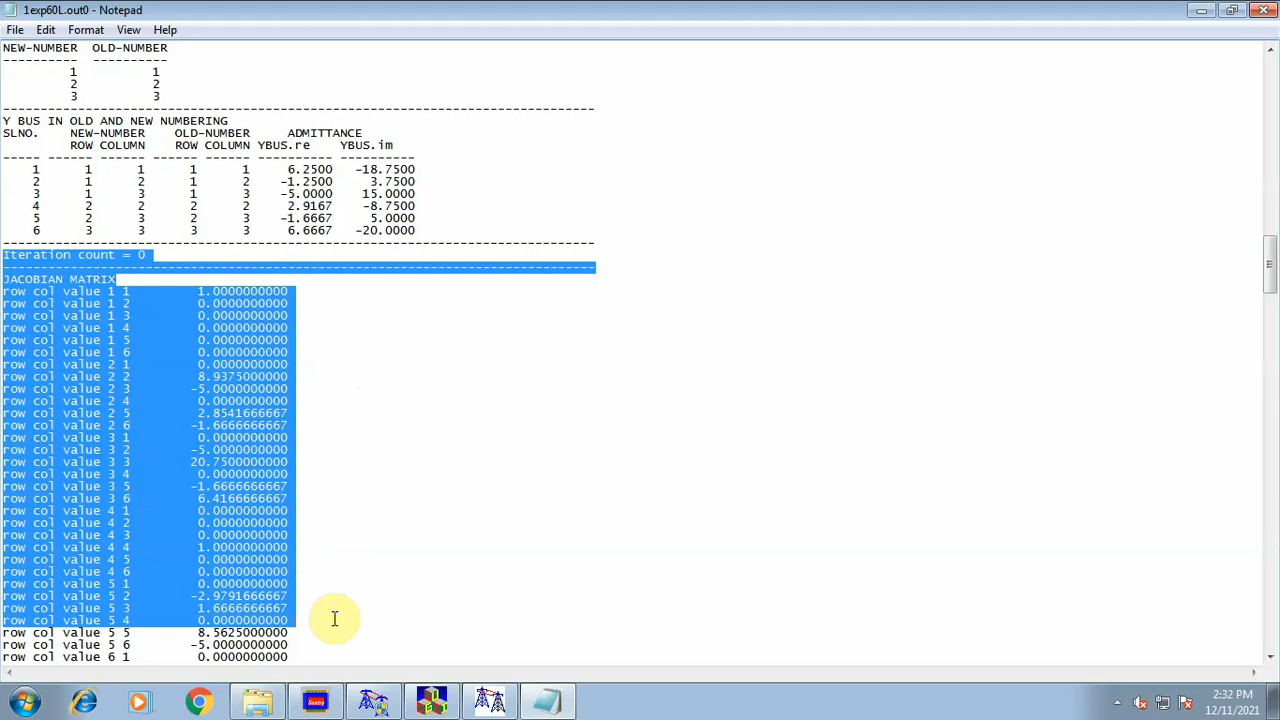 1exp60L.out0 - Notepad
File Edit Format View Help
NEW-NUMBER OLD-NUMBER
---------- ----------
1 1
2 2
3 3
-------------------------------------------------------------------------------
Y BUS IN OLD AND NEW NUMBERING
SLNO. NEW-NUMBER OLD-NUMBER ADMITTANCE
ROW COLUMN ROW COLUMN YBUS.re YBUS.im
----- ------ ------ ------ ------ ---------- ----------
1 1 1 1 1 6.2500 -18.7500
2 1 2 1 2 -1.2500 3.7500
3 1 3 1 3 -5.0000 15.0000
4 2 2 2 2 2.9167 -8.7500
5 2 3 2 3 -1.6667 5.0000
6 3 3 3 3 6.6667 -20.0000
-------------------------------------------------------------------------------
Iteration count = 0
-------------------------------------------------------------------------------
JACOBIAN MATRIX
row col value 1 1 1.0000000000
row col value 1 2 0.0000000000
row col value 1 3 0.0000000000
row col value 1 4 0.0000000000
row col value 1 5 0.0000000000
row col value 1 6 0.0000000000
row col value 2 1 0.0000000000
row col value 2 2 8.9375000000
row col value 2 3 -5.0000000000
row col value 2 4 0.0000000000
row col value 2 5 2.8541666667
row col value 2 6 -1.6666666667
row col value 3 1 0.0000000000
row col value 3 2 -5.0000000000
row col value 3 3 20.7500000000
row col value 3 4 0.0000000000
row col value 3 5 -1.6666666667
row col value 3 6 6.4166666667
row col value 4 1 0.0000000000
row col value 4 2 0.0000000000
row col value 4 3 0.0000000000
row col value 4 4 1.0000000000
row col value 4 5 0.0000000000
row col value 4 6 0.0000000000
row col value 5 1 0.0000000000
row col value 5 2 -2.9791666667
row col value 5 3 1.6666666667
row col value 5 4 0.0000000000
row col value 5 5 8.5625000000
row col value 5 6 -5.0000000000
row col value 6 1 0.0000000000
2:32 PM
12/11/2021